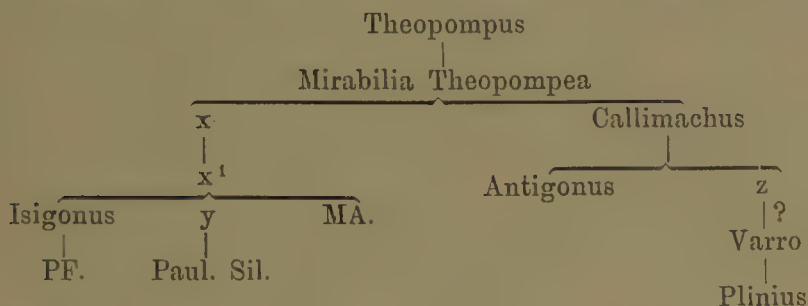 Theopompus
Mirabilia Theopompea
x Callimachus
x¹ Antigonus z
Isigonus y MA. ?
PF. Paul. Sil. Varro
Plinius